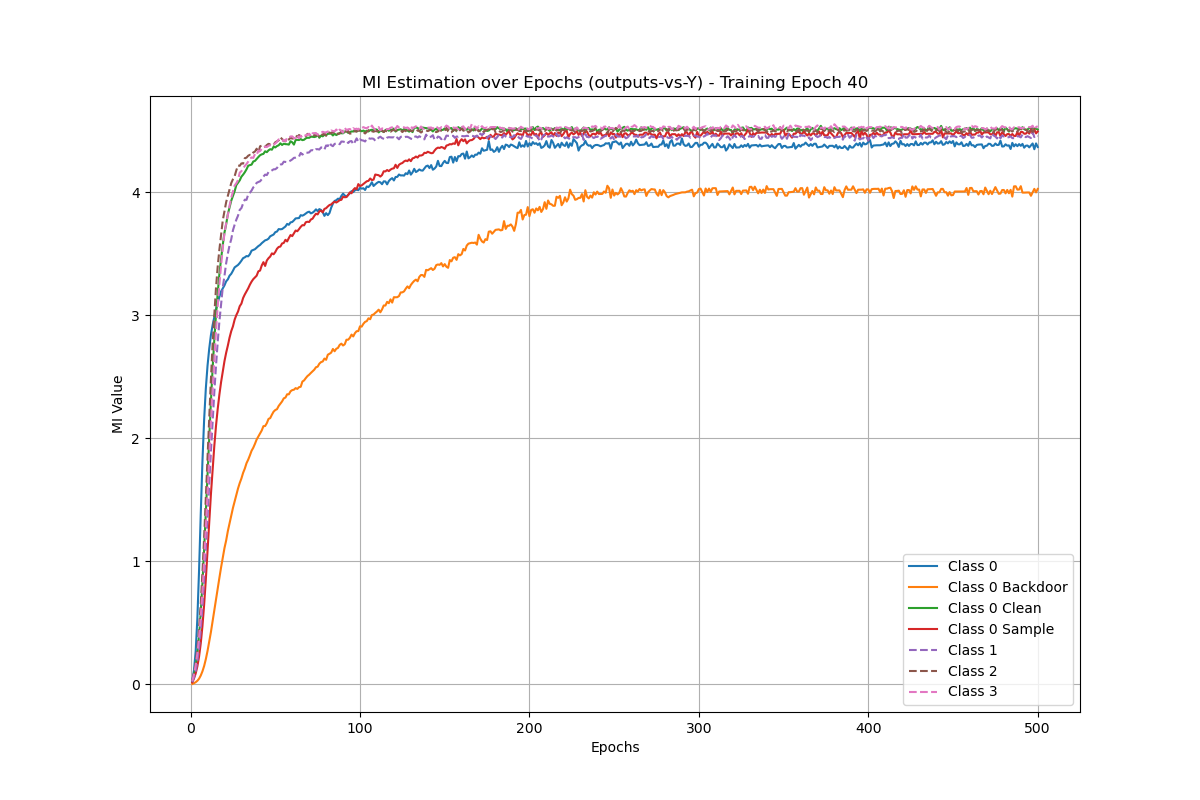 MI Estimation over Epochs (outputs-vs-Y) - Training Epoch 40
MI Value
4
3
2
1
0
0 100 200 300 400 500
Epochs
Class 0
Class 0 Backdoor
Class 0 Clean
Class 0 Sample
Class 1
Class 2
Class 3